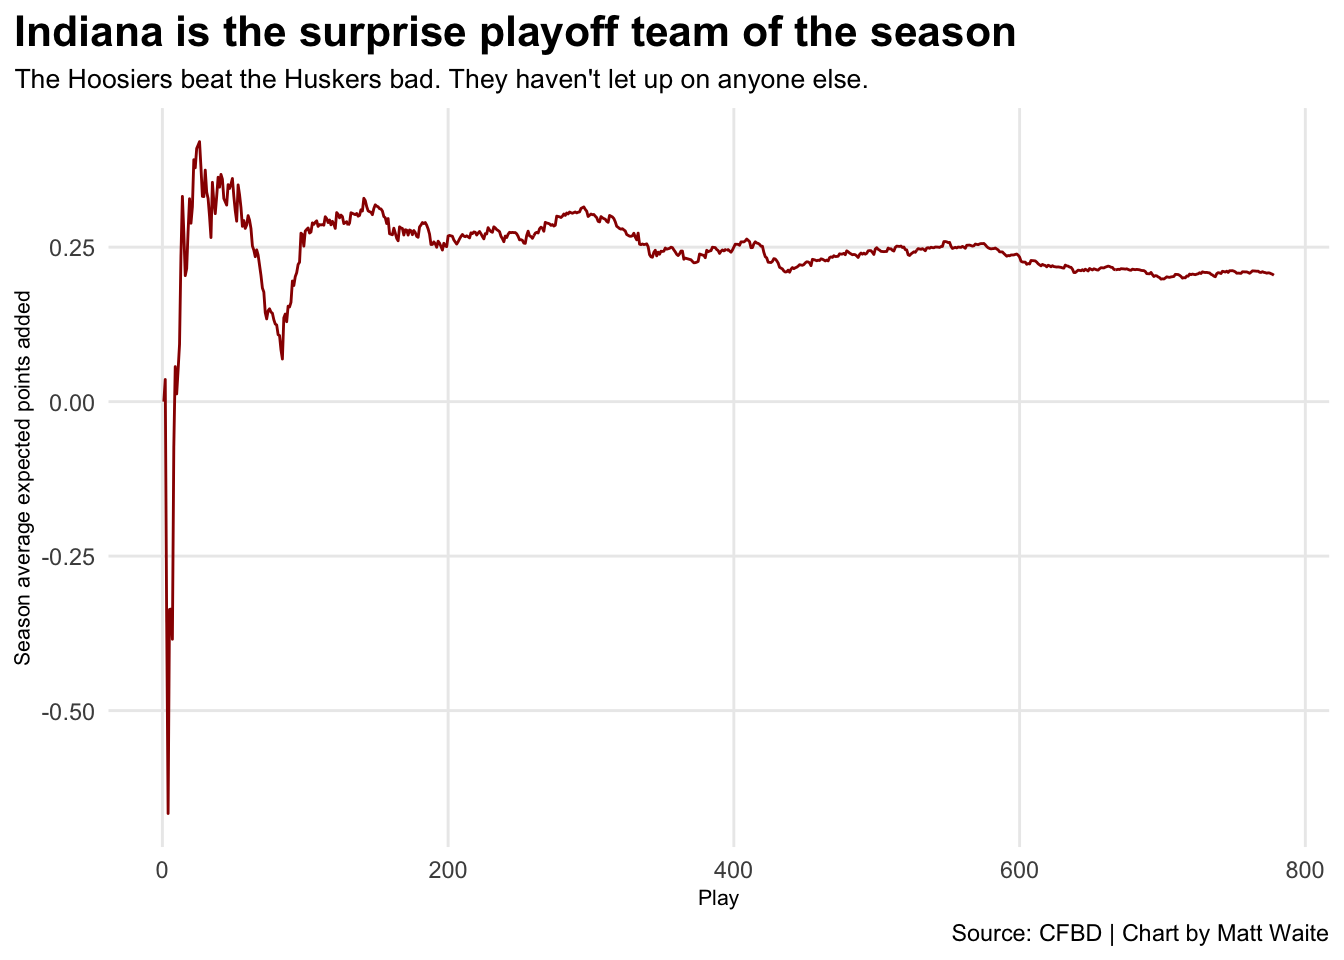 Indiana is the surprise playoff team of the season
The Hoosiers beat the Huskers bad. They haven't let up on anyone else.
Season average expected points added
0.25
0.00
-0.25
-0.50
0 200 400 600 800
Play
Source: CFBD | Chart by Matt Waite